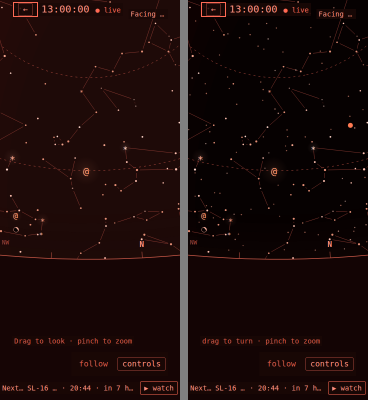 ← 13:00:00 ● live Facing …
@
@
NW
N
Drag to look · pinch to zoom
follow controls
Next… SL-16 … · 20:44 · in 7 h… ▶ watch
← 13:00:00 ● live Facing …
@
@
NW
N
drag to turn · pinch to zoom
follow controls
Next… SL-16 … · 20:44 · in 7 h… ▶ watch